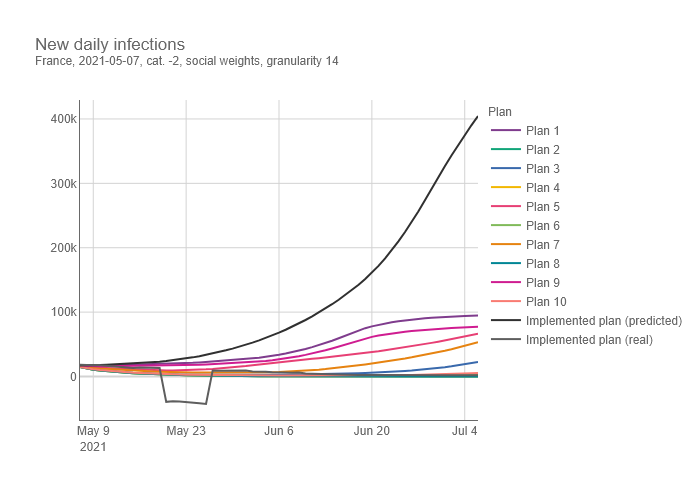 New daily infections
France, 2021-05-07, cat. -2, social weights, granularity 14
400k
300k
200k
100k
0
May 9
2021
May 23
Jun 6
Jun 20
Jul 4
Plan
Plan 1
Plan 2
Plan 3
Plan 4
Plan 5
Plan 6
Plan 7
Plan 8
Plan 9
Plan 10
Implemented plan (predicted)
Implemented plan (real)